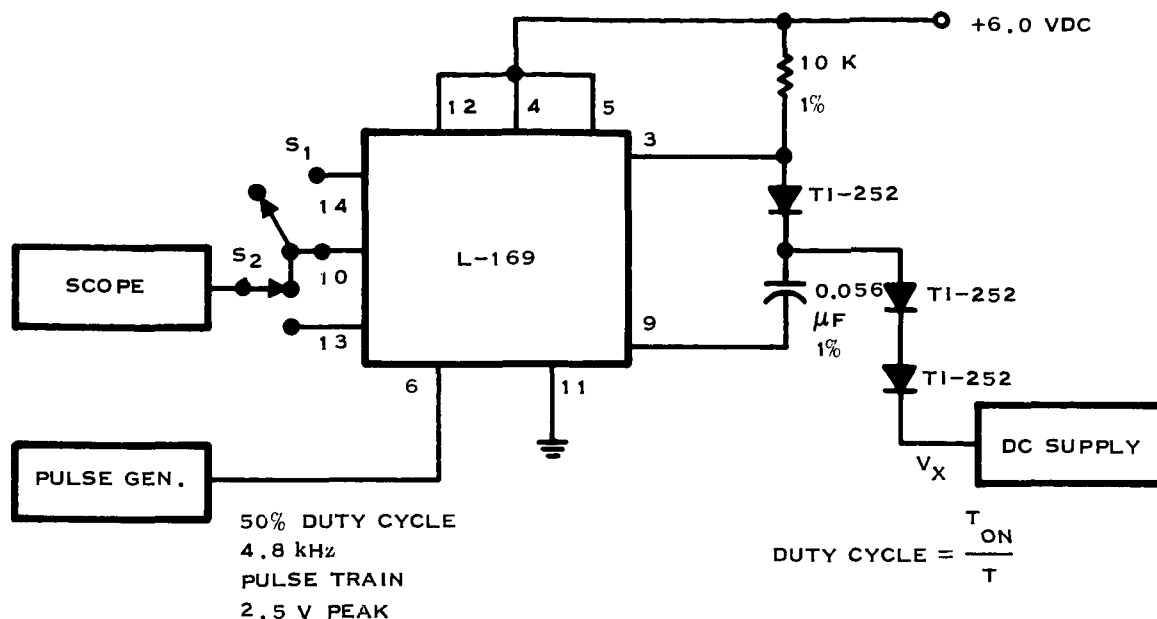 +6.0 VDC
10 K
1%
12
4
5
3
S1
14
TI-252
L-169
S2
10
SCOPE
0.056
μF
1%
TI-252
13
9
TI-252
6
11
DC SUPPLY
VX
PULSE GEN.
50% DUTY CYCLE
4.8 kHz
PULSE TRAIN
2.5 V PEAK
DUTY CYCLE = TON
T